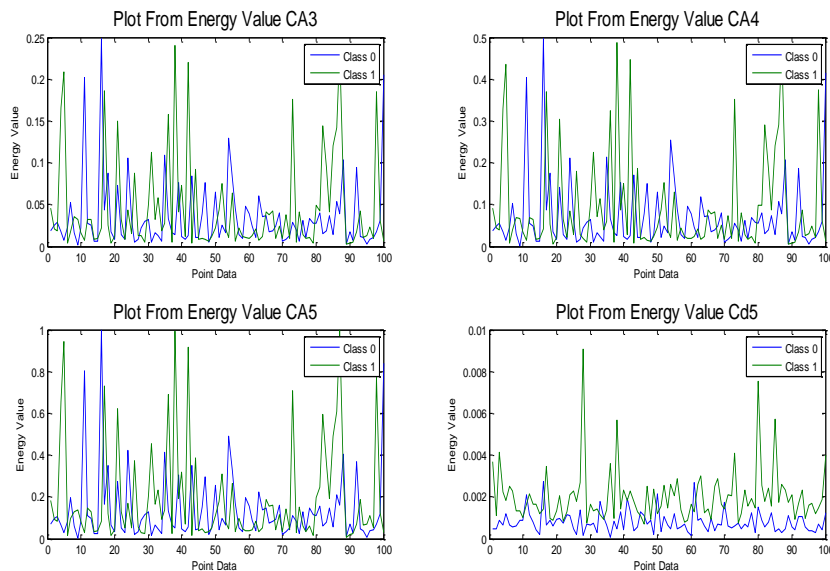 Plot From Energy Value CA3
0.25
0.2
0.15
0.1
0.05
0
Energy Value
Class 0
Class 1
0 10 20 30 40 50 60 70 80 90 100
Point Data
Plot From Energy Value CA4
0.5
0.4
0.3
0.2
0.1
0
Energy Value
Class 0
Class 1
0 10 20 30 40 50 60 70 80 90 100
Point Data
Plot From Energy Value CA5
1
0.8
0.6
0.4
0.2
0
Energy Value
Class 0
Class 1
0 10 20 30 40 50 60 70 80 90 100
Point Data
Plot From Energy Value Cd5
0.01
0.008
0.006
0.004
0.002
0
Energy Value
Class 0
Class 1
0 10 20 30 40 50 60 70 80 90 100
Point Data